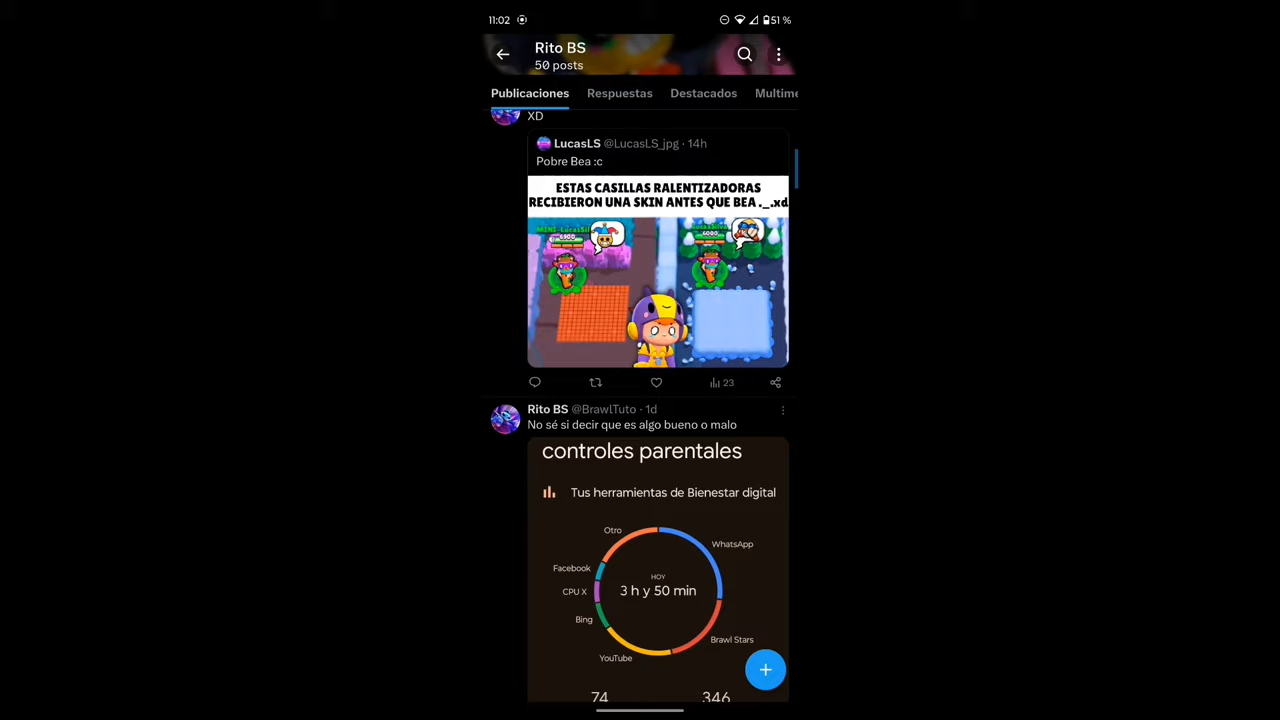 11:02
51 %
Rito BS
50 posts
Publicaciones Respuestas Destacados Multime
XD
LucasLS @LucasLS_jpg · 14h
Pobre Bea :c
ESTAS CASILLAS RALENTIZADORAS
RECIBIERON UNA SKIN ANTES QUE BEA ._.xd
6900
6000
23
Rito BS @BrawlTuto · 1d
No sé si decir que es algo bueno o malo
controles parentales
Tus herramientas de Bienestar digital
Otro
WhatsApp
Facebook
HOY
CPU X
3 h y 50 min
Bing
Brawl Stars
YouTube
74 346